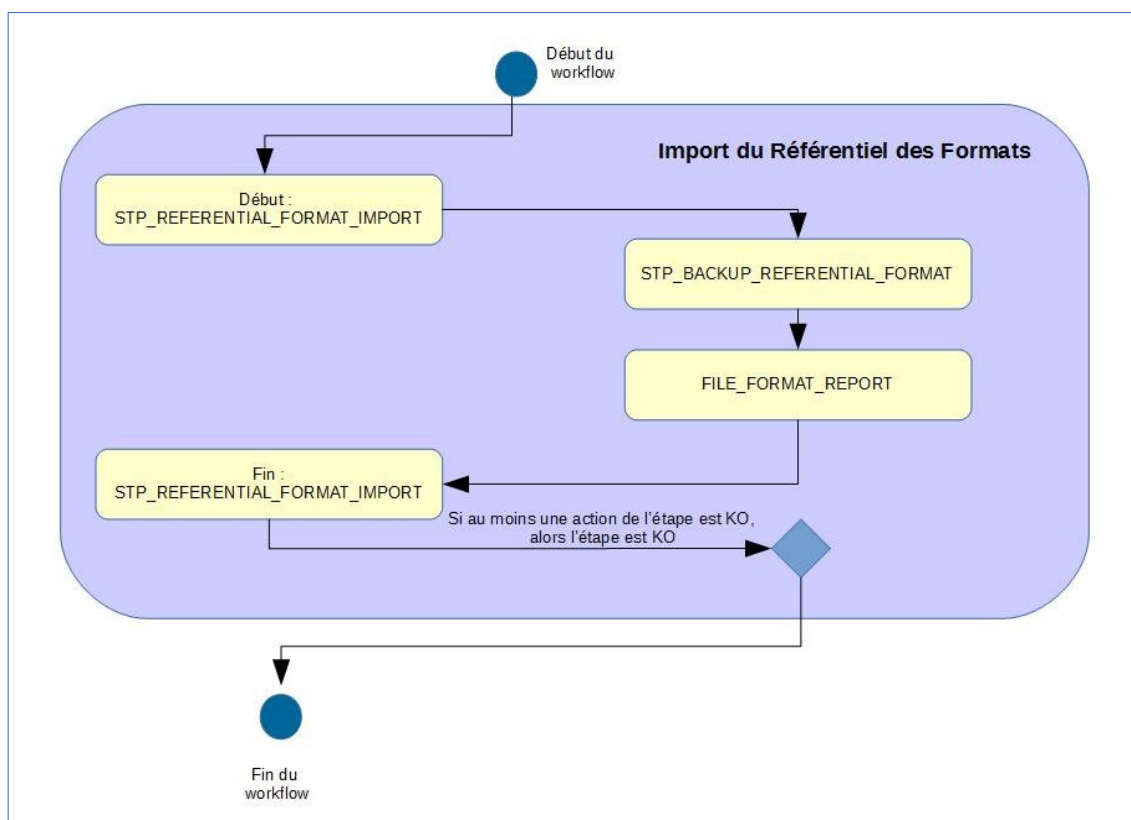 Début du
workflow
Import du Référentiel des Formats
Début :
STP_REFERENTIAL_FORMAT_IMPORT
STP_BACKUP_REFERENTIAL_FORMAT
FILE_FORMAT_REPORT
Fin :
STP_REFERENTIAL_FORMAT_IMPORT
Si au moins une action de l'étape est KO,
alors l'étape est KO
Fin du
workflow